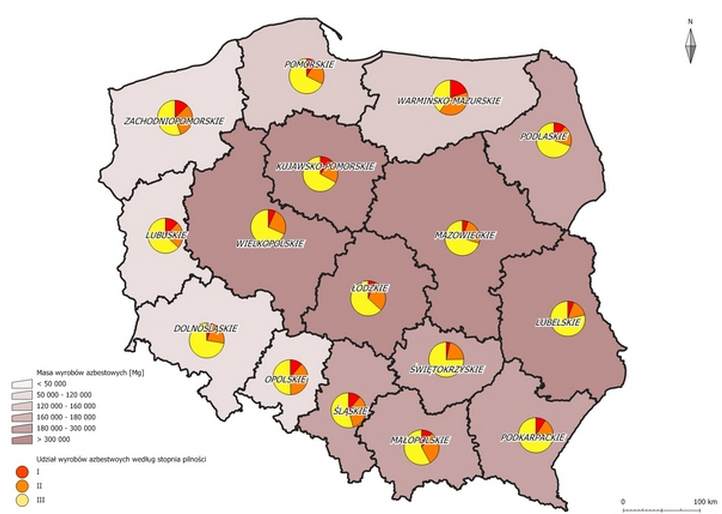 N
POMORSKIE
WARMIŃSKO-MAZURSKIE
ZACHODNIOPOMORSKIE
PODLASKIE
KUJAWSKO-POMORSKIE
LUBUSKIE
WIELKOPOLSKIE
MAZOWIECKIE
ŁÓDZKIE
LUBELSKIE
DOLNOŚLĄSKIE
OPOLSKIE
ŚWIĘTOKRZYSKIE
ŚLĄSKIE
MAŁOPOLSKIE
PODKARPACKIE
Masa wyrobów azbestowych [Mg]
< 50 000
50 000 - 120 000
120 000 - 160 000
160 000 - 180 000
180 000 - 300 000
> 300 000
Udział wyrobów azbestwoych według stopnia pilności
I
II
III
0 100 km